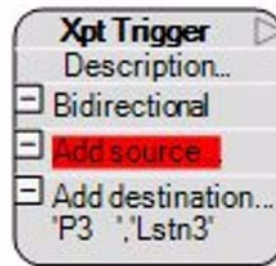 Xpt Trigger
Description...
Bidirectional
Add source...
Add destination...
'P3 ','Lstn3'